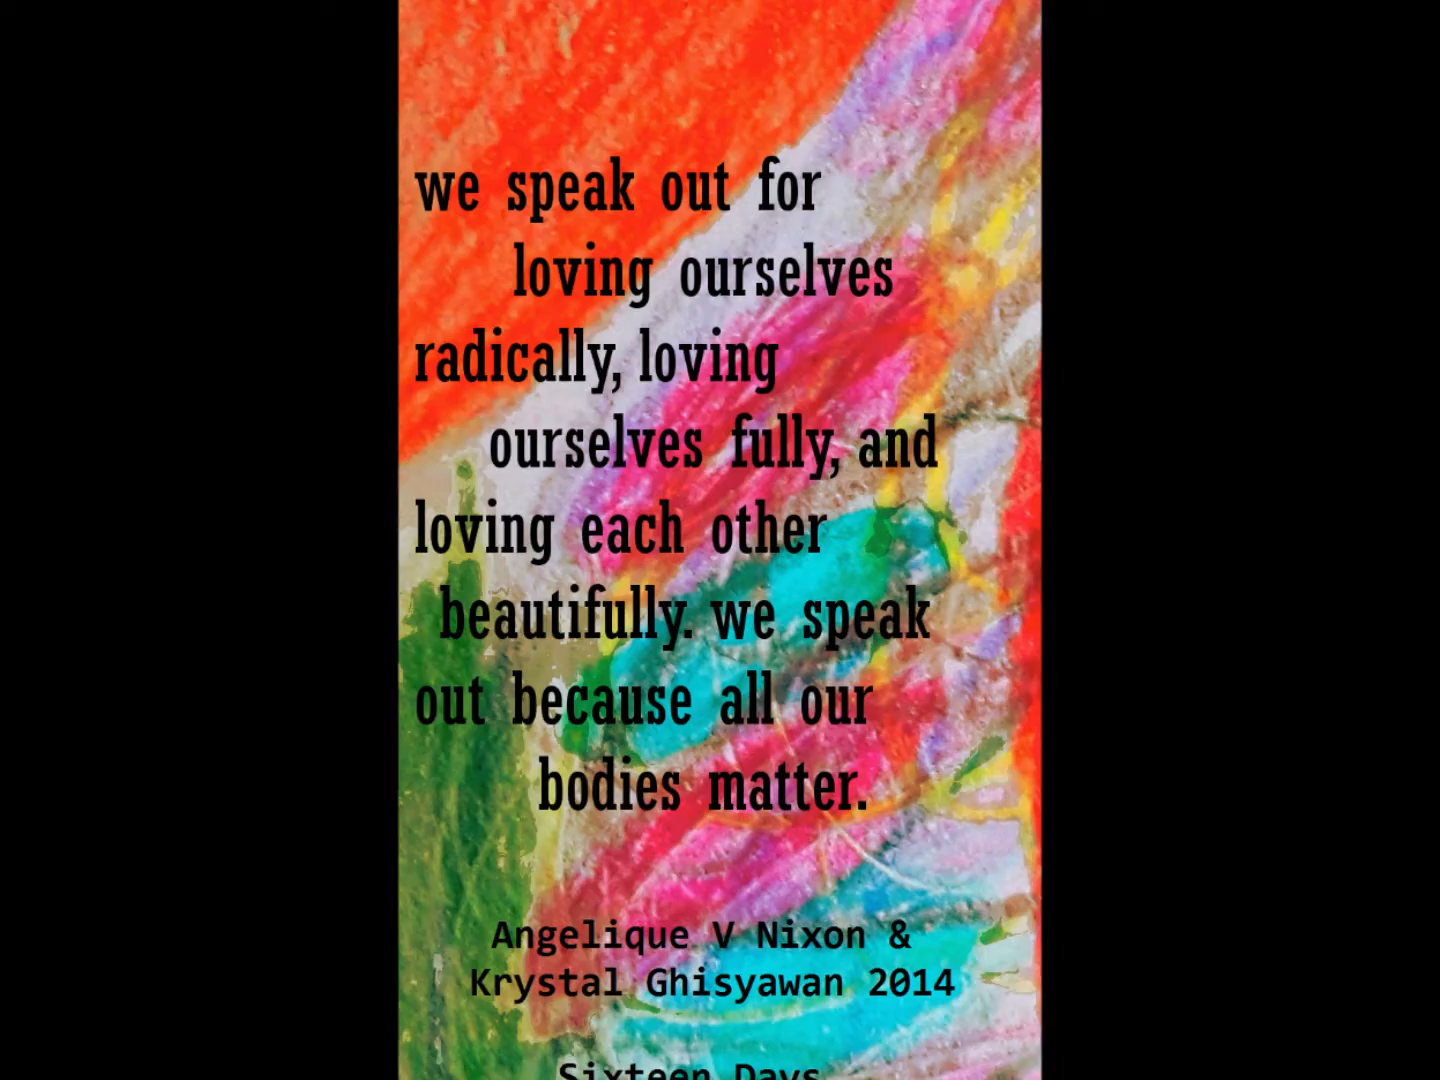 we speak out for
loving ourselves
radically, loving
ourselves fully, and
loving each other
beautifully. we speak
out because all our
bodies matter.
Angelique V Nixon &
Krystal Ghisyawan 2014
Sixteen Days